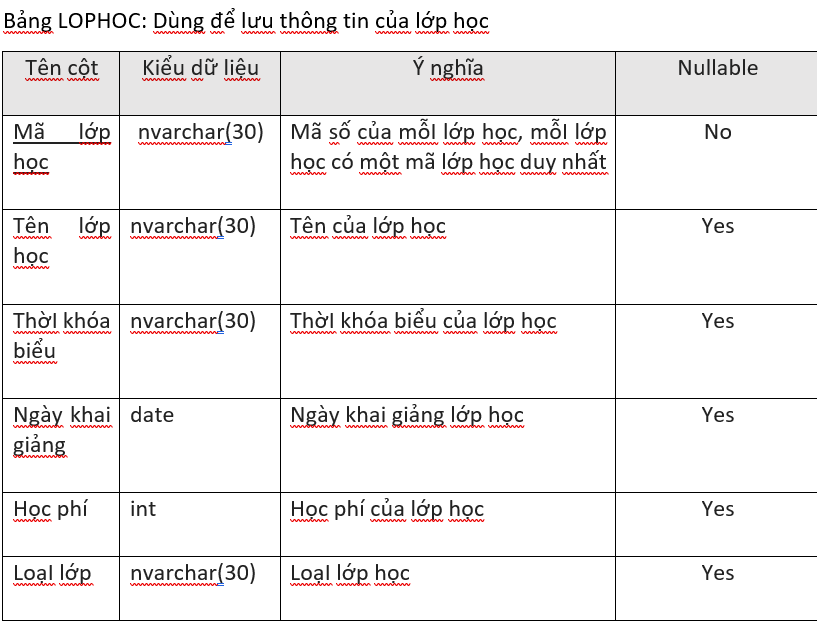 Bảng LOPHOC: Dùng để lưu thông tin của lớp học
Tên cột Kiểu dữ liệu Ý nghĩa Nullable
Mã lớp nvarchar(30) Mã số của mỗI lớp học, mỗI lớp No
học học có một mã lớp học duy nhất
Tên lớp nvarchar(30) Tên của lớp học Yes
học
ThờI khóa nvarchar(30) ThờI khóa biểu của lớp học Yes
biểu
Ngày khai date Ngày khai giảng lớp học Yes
giảng
Học phí int Học phí của lớp học Yes
LoạI lớp nvarchar(30) LoạI lớp học Yes